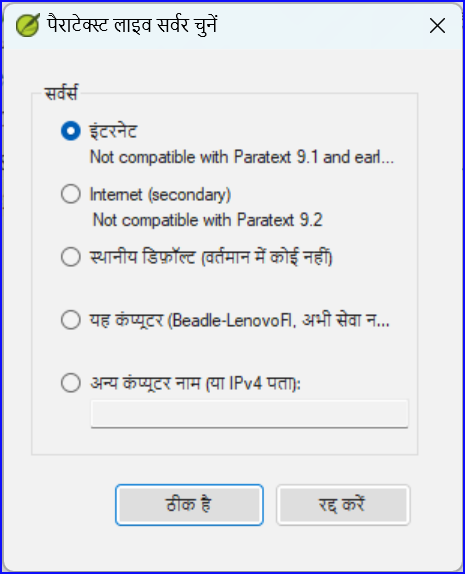 पैराटेक्स्ट लाइव सर्वर चुनें
सर्वर्स
इंटरनेट
Not compatible with Paratext 9.1 and earl...
Internet (secondary)
Not compatible with Paratext 9.2
स्थानीय डिफ़ॉल्ट (वर्तमान में कोई नहीं)
यह कंप्यूटर (Beadle-LenovoFl, अभी सेवा न...
अन्य कंप्यूटर नाम (या IPv4 पता):
ठीक है
रद्द करें